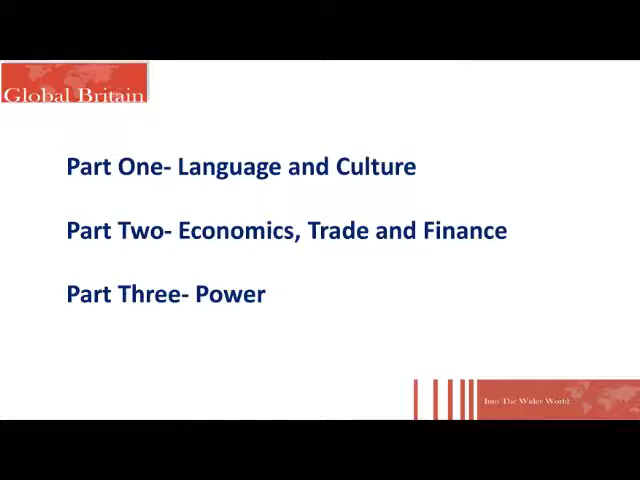 Global Britain
Part One- Language and Culture
Part Two- Economics, Trade and Finance
Part Three- Power
Into The Wider World